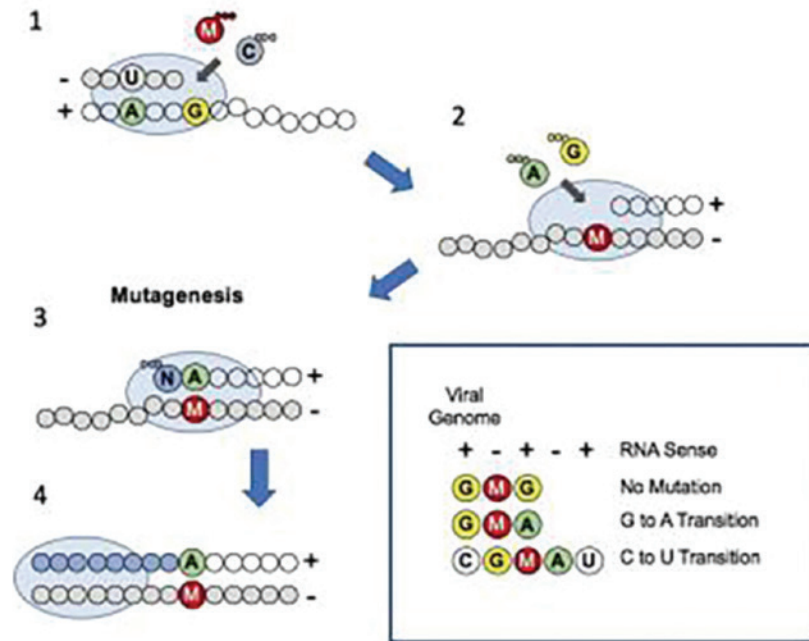 1
M
C
- U
+ A G
2
G
A
+
M -
Mutagenesis
3
N A +
M -
4
A +
M -
Viral
Genome
+ - + - + RNA Sense
G M G No Mutation
G M A G to A Transition
C G M A U C to U Transition